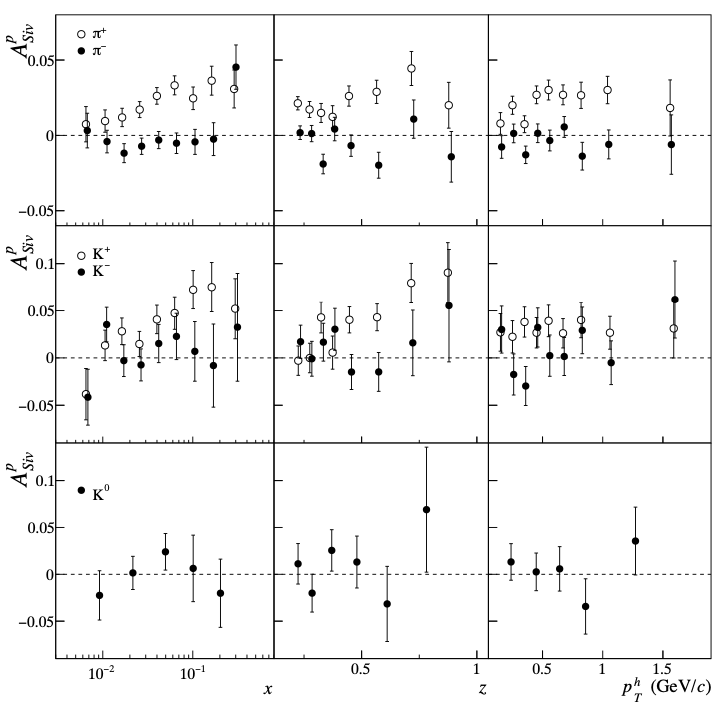 A^p_Siv
π⁺
π⁻
0.05
0
−0.05
A^p_Siv
K⁺
K⁻
0.1
0.05
0
−0.05
A^p_Siv
K⁰
0.1
0.05
0
−0.05
10⁻² 10⁻¹ 0.5 1 0.5 1 1.5
x z p^h_T (GeV/c)